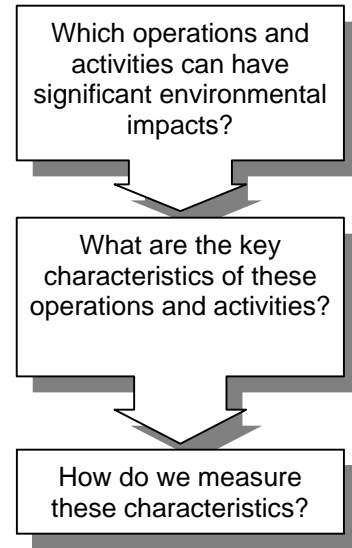 Which operations and
activities can have
significant environmental
impacts?
What are the key
characteristics of these
operations and activities?
How do we measure
these characteristics?